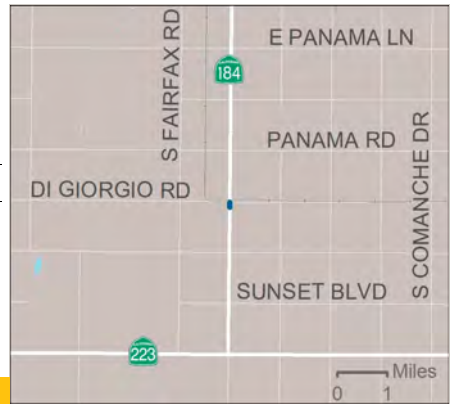 E PANAMA LN
S FAIRFAX RD
184
PANAMA RD
S COMANCHE DR
DI GIORGIO RD
SUNSET BLVD
223
Miles
0 1